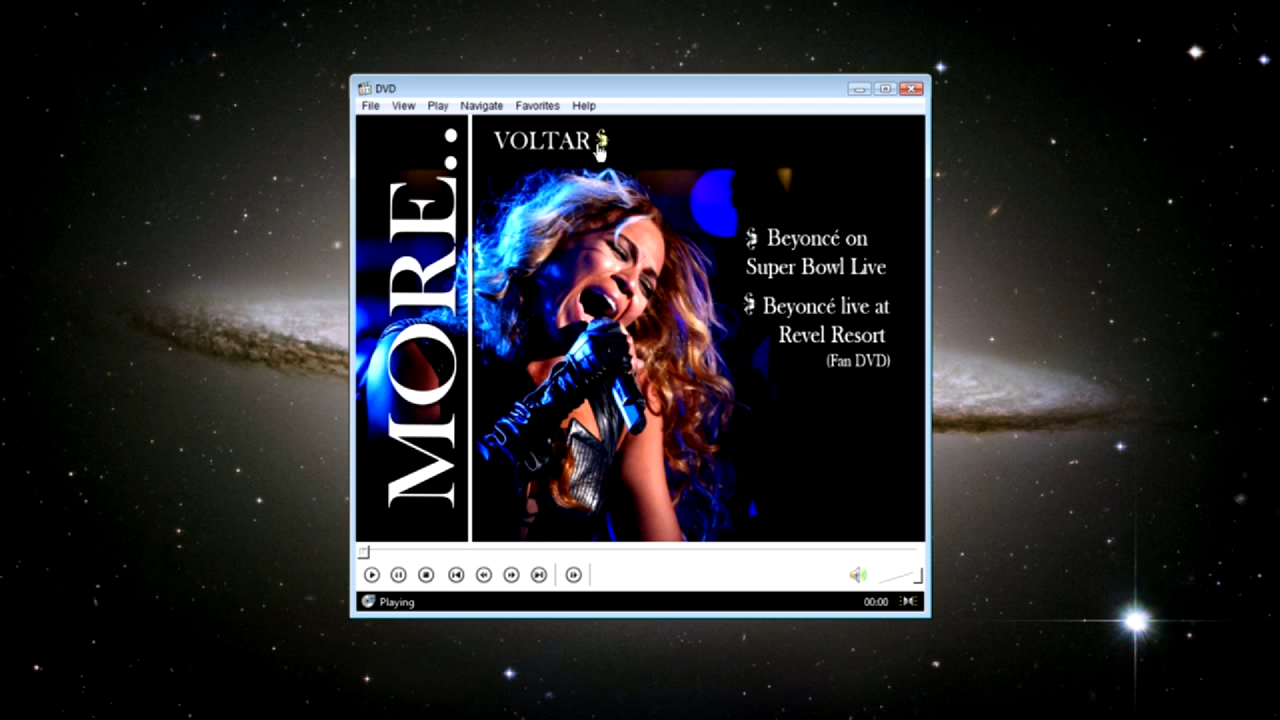 DVD
File View Play Navigate Favorites Help
MORE..
VOLTAR
Beyoncé on
Super Bowl Live
Beyoncé live at
Revel Resort
(Fan DVD)
Playing 00:00